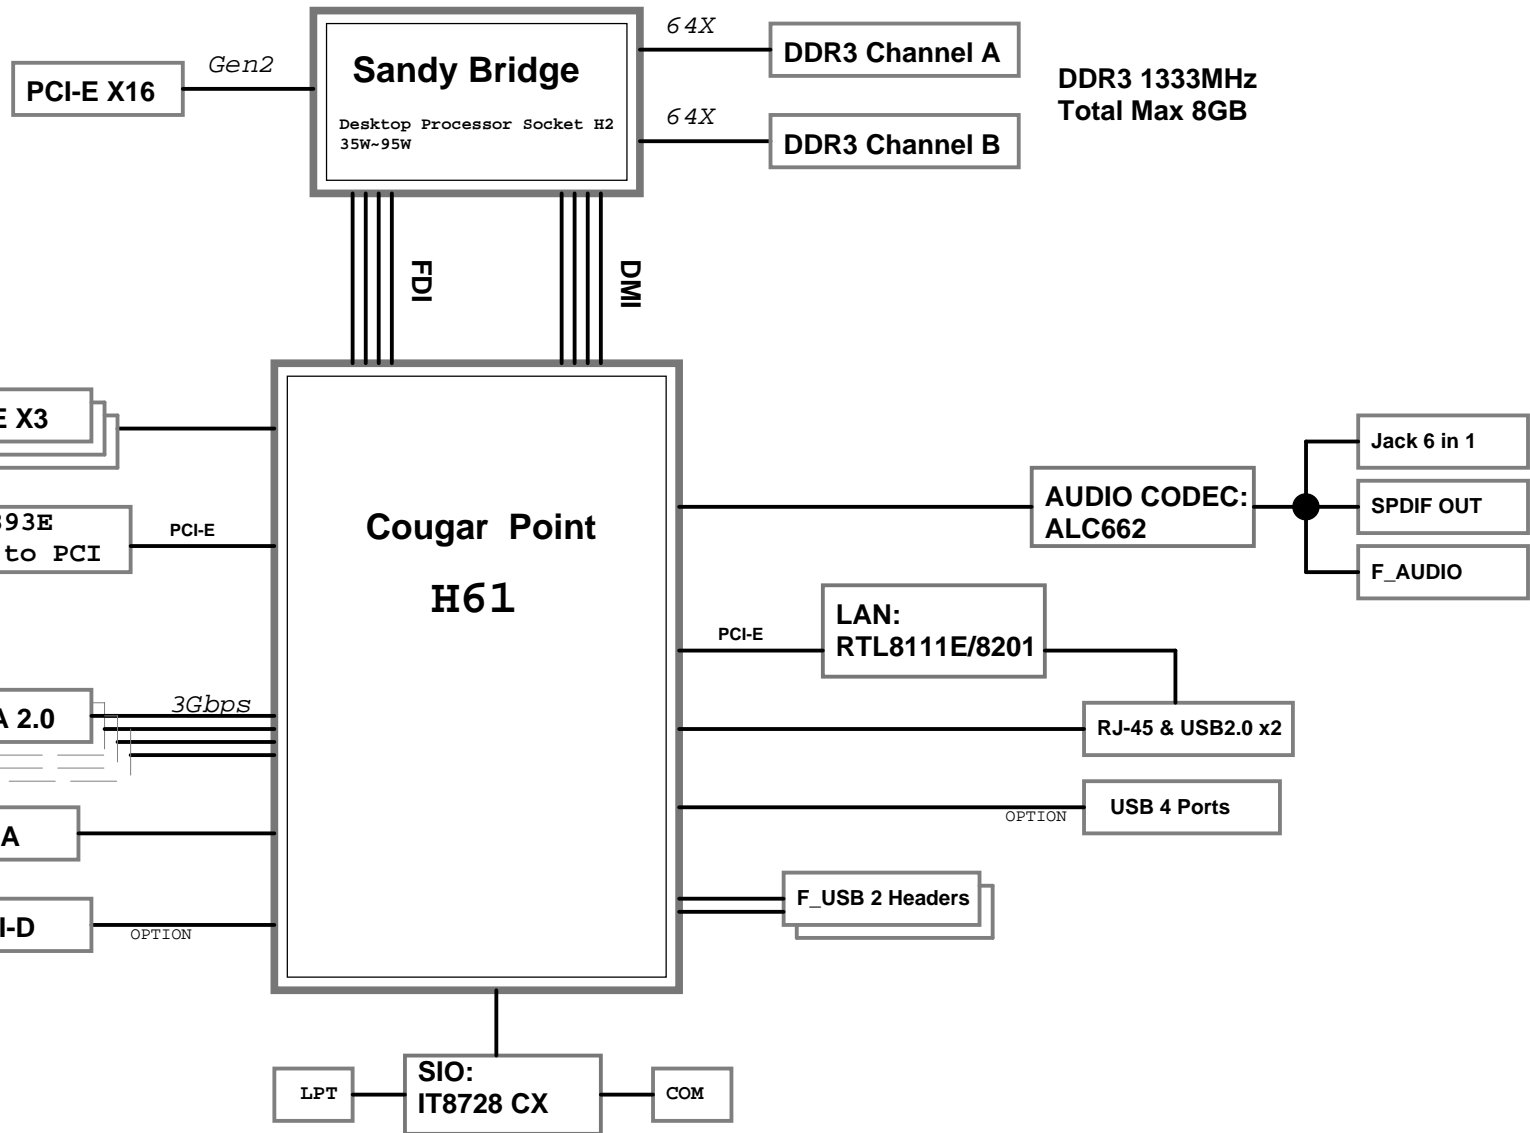 64X
Gen2
PCI-E X16
Sandy Bridge
Desktop Processor Socket H2
35W~95W
DDR3 Channel A
DDR3 1333MHz
Total Max 8GB
64X
DDR3 Channel B
FDI
DMI
E X3
Jack 6 in 1
AUDIO CODEC:
ALC662
SPDIF OUT
F_AUDIO
893E
to PCI
PCI-E
Cougar Point
H61
PCI-E
LAN:
RTL8111E/8201
A 2.0
3Gbps
RJ-45 & USB2.0 x2
OPTION
USB 4 Ports
A
F_USB 2 Headers
I-D
OPTION
SIO:
IT8728 CX
LPT
COM